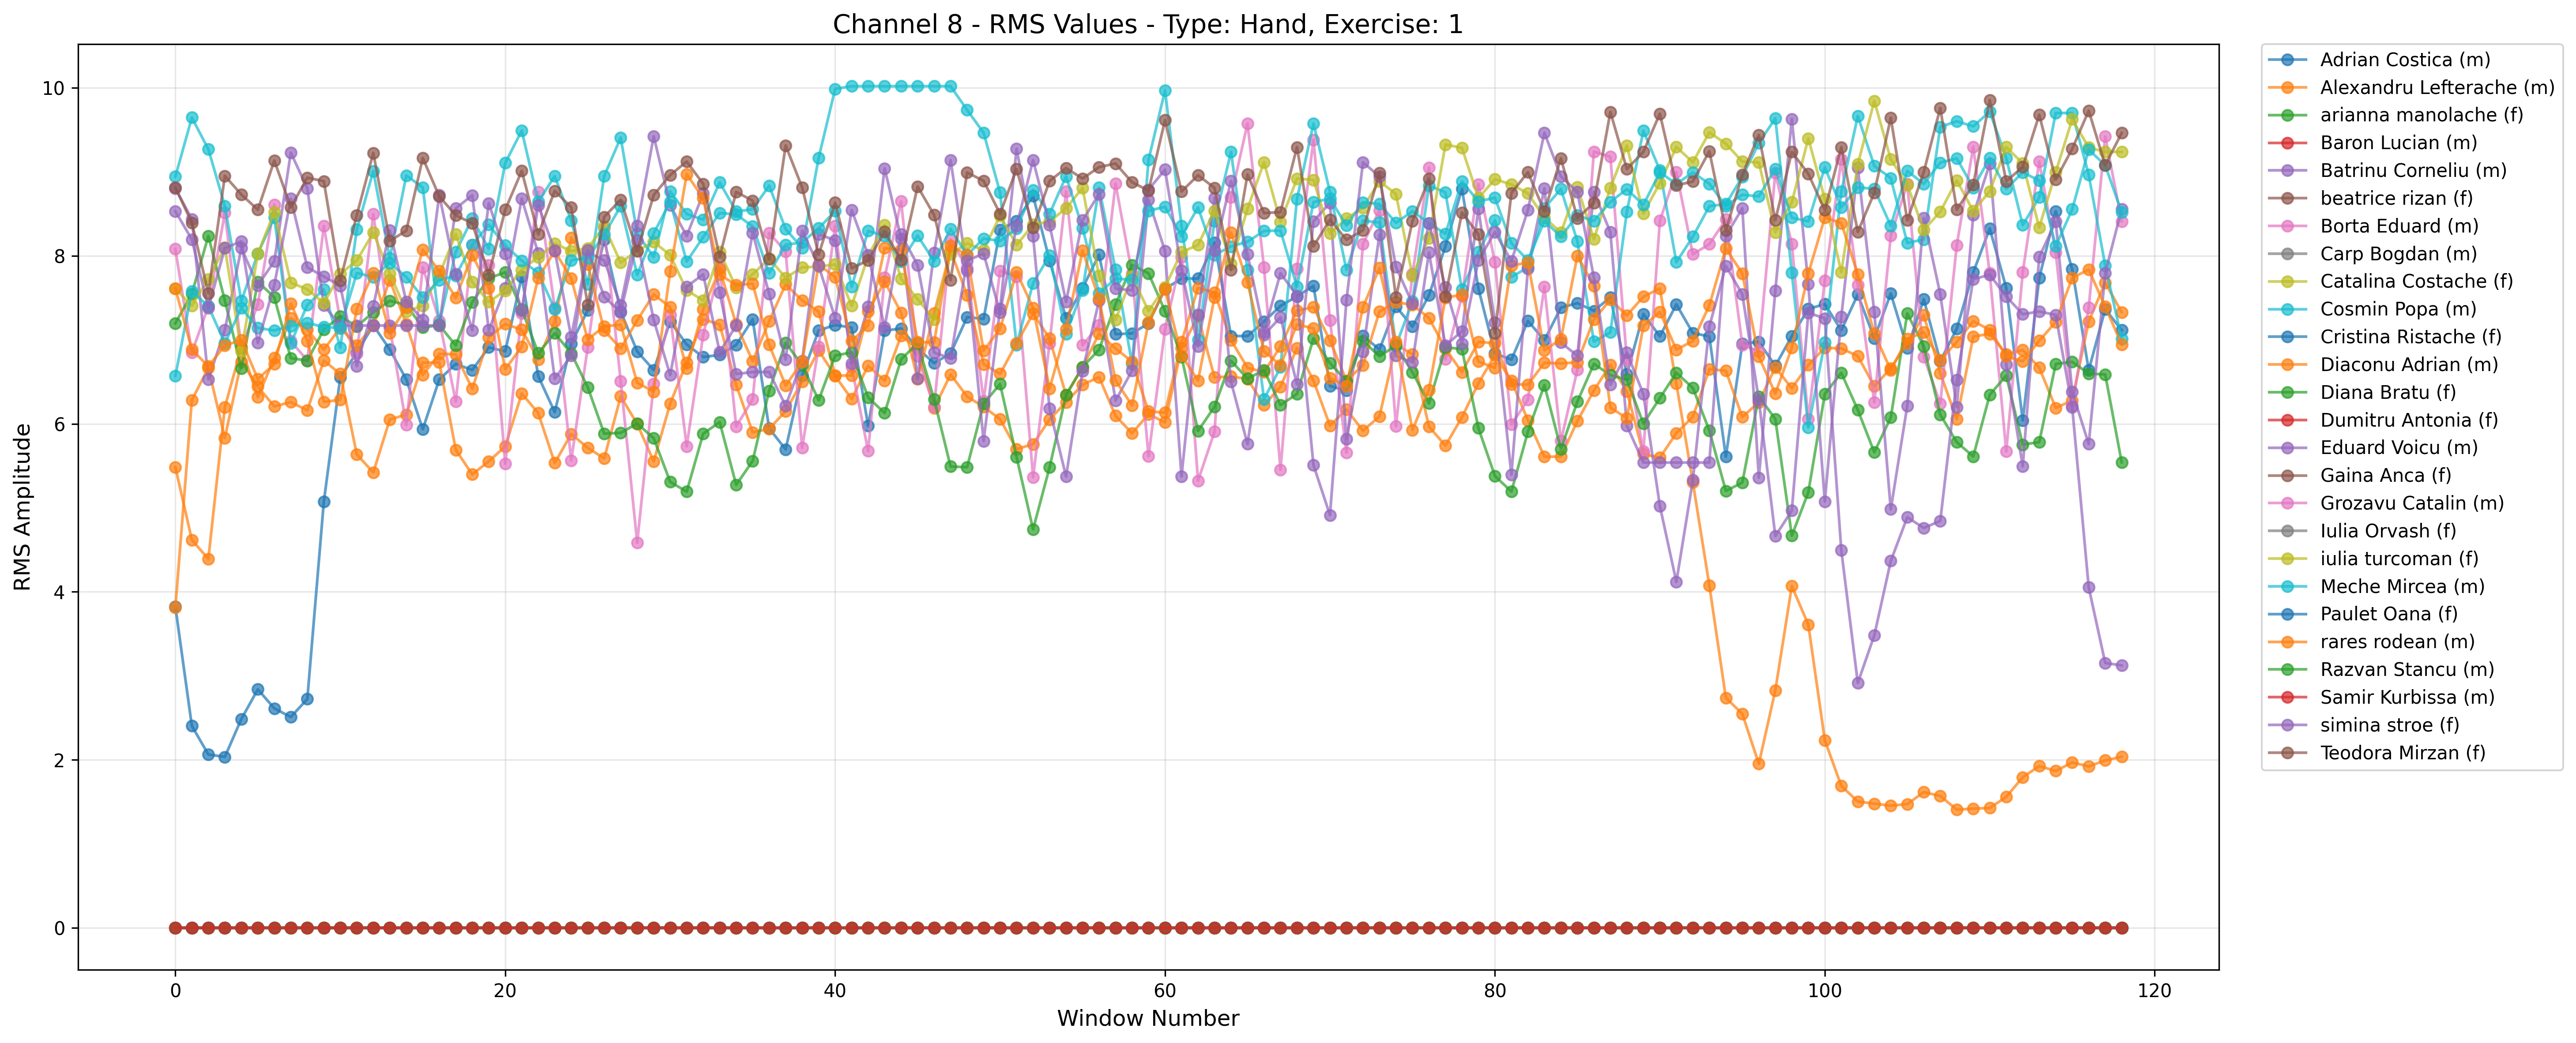 Channel 8 - RMS Values - Type: Hand, Exercise: 1
RMS Amplitude
10
8
6
4
2
0
0
20
40
60
80
100
120
Window Number
Adrian Costica (m)
Alexandru Lefterache (m)
arianna manolache (f)
Baron Lucian (m)
Batrinu Corneliu (m)
beatrice rizan (f)
Borta Eduard (m)
Carp Bogdan (m)
Catalina Costache (f)
Cosmin Popa (m)
Cristina Ristache (f)
Diaconu Adrian (m)
Diana Bratu (f)
Dumitru Antonia (f)
Eduard Voicu (m)
Gaina Anca (f)
Grozavu Catalin (m)
Iulia Orvash (f)
iulia turcoman (f)
Meche Mircea (m)
Paulet Oana (f)
rares rodean (m)
Razvan Stancu (m)
Samir Kurbissa (m)
simina stroe (f)
Teodora Mirzan (f)